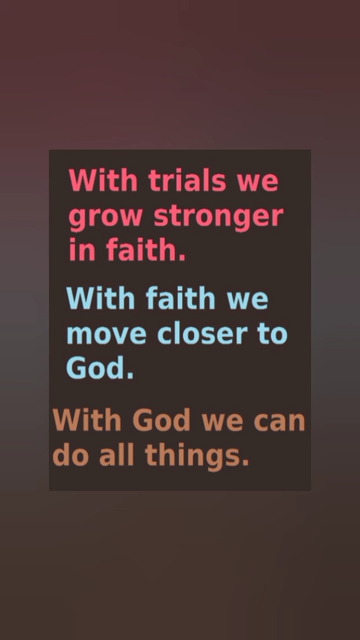 With trials we
grow stronger
in faith.
With faith we
move closer to
God.
With God we can
do all things.